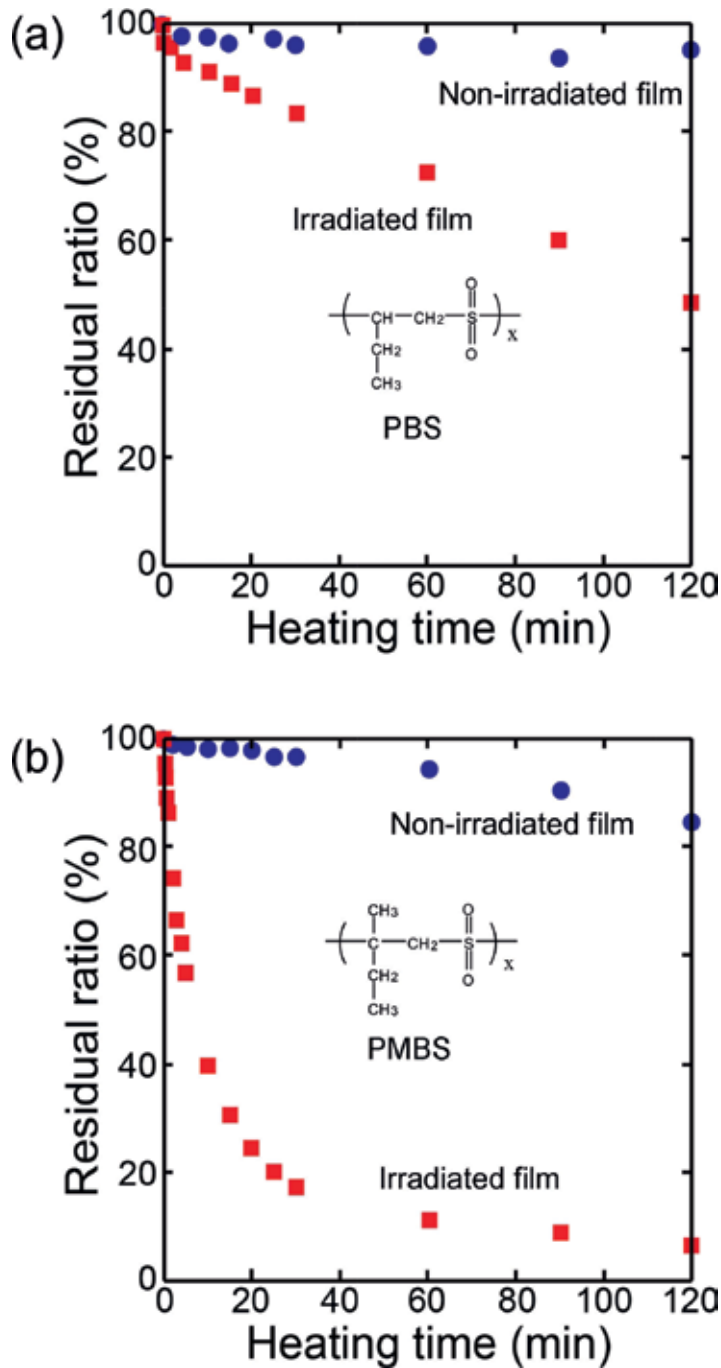 (a)
100
80
60
40
20
0
Residual ratio (%)
Non-irradiated film
Irradiated film
O
CH CH₂ S x
CH₂ O
CH₃
PBS
0 20 40 60 80 100 120
Heating time (min)
(b)
100
80
60
40
20
0
Residual ratio (%)
Non-irradiated film
CH₃ O
C CH₂ S x
CH₂ O
CH₃
PMBS
Irradiated film
0 20 40 60 80 100 120
Heating time (min)